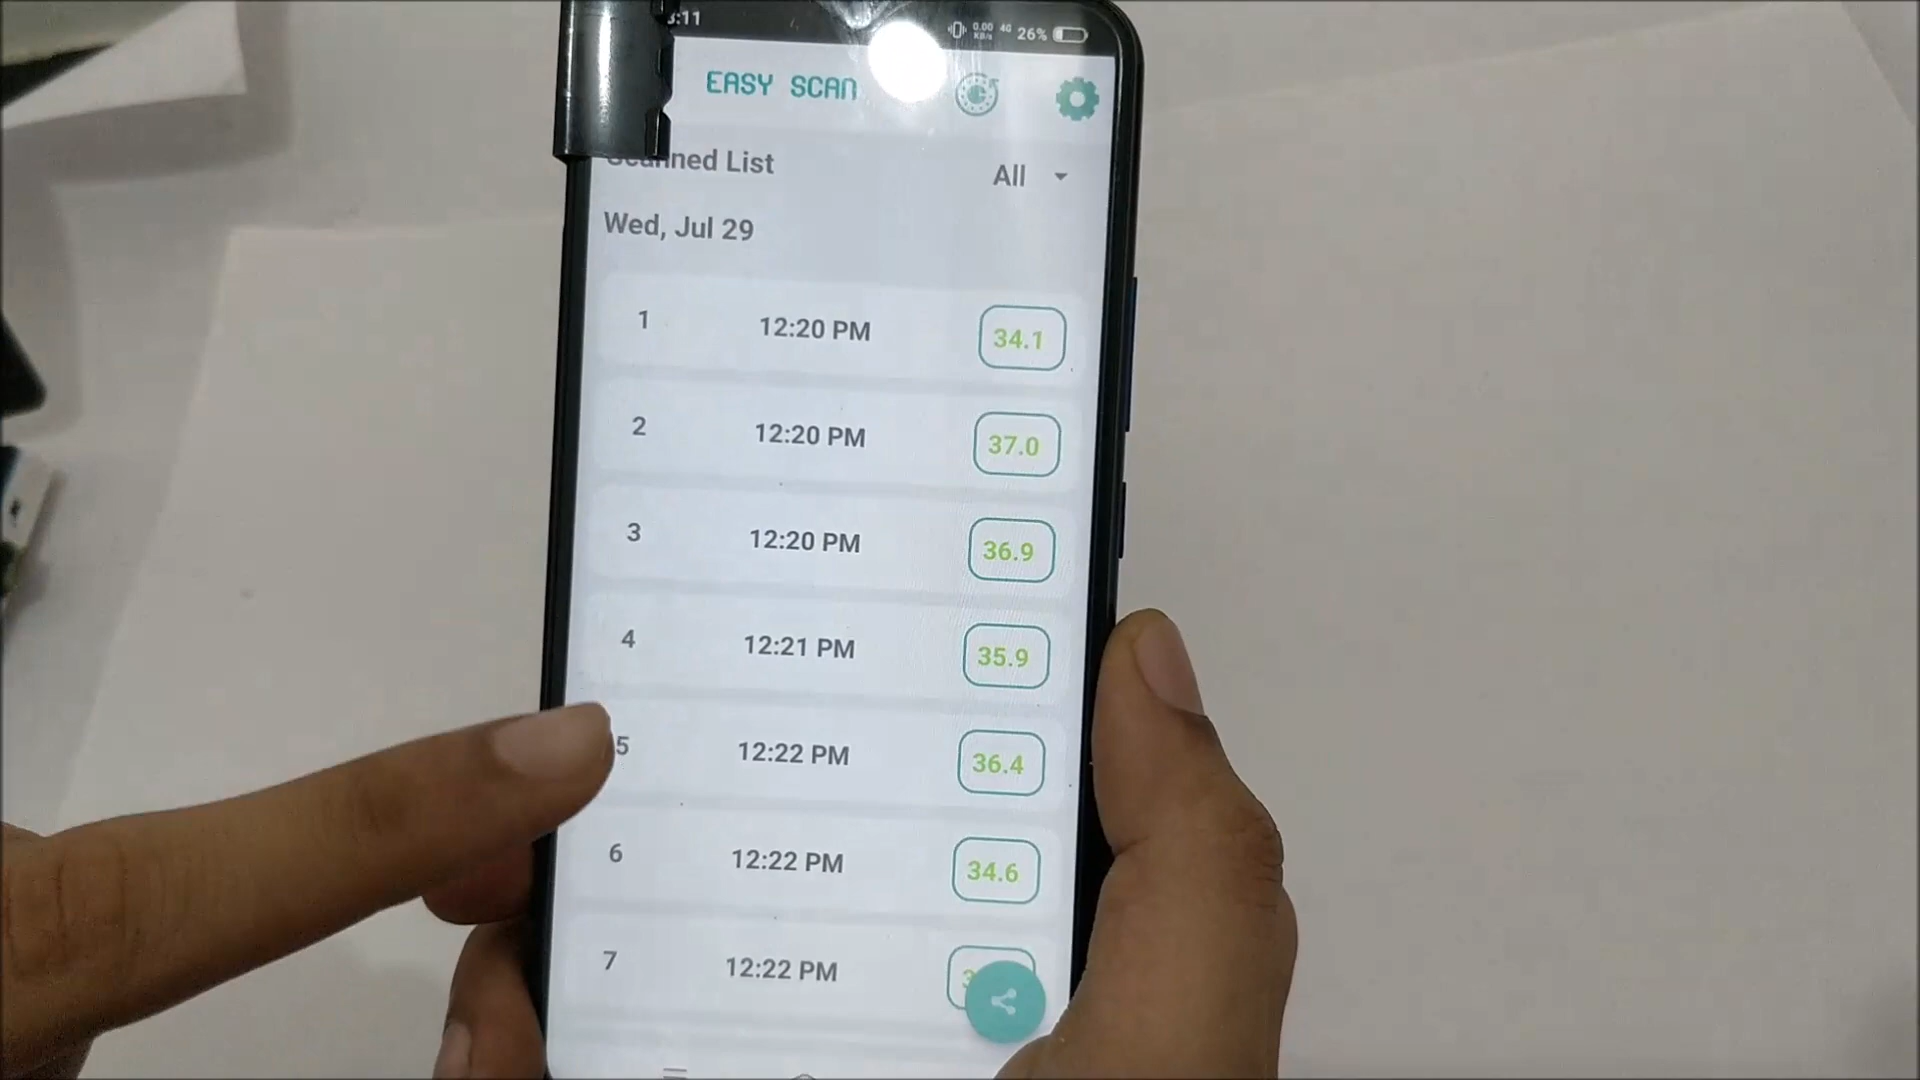 :11 0.00 KB/s 4G 26%
EASY SCAN
Scanned List All
Wed, Jul 29
1 12:20 PM 34.1
2 12:20 PM 37.0
3 12:20 PM 36.9
4 12:21 PM 35.9
5 12:22 PM 36.4
6 12:22 PM 34.6
7 12:22 PM